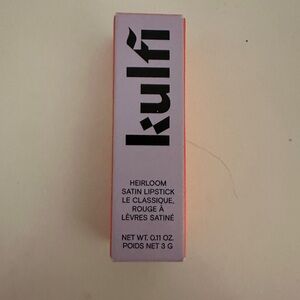 kulfi
HEIRLOOM
SATIN LIPSTICK
LE CLASSIQUE,
ROUGE À
LÈVRES SATINÉ
NET WT. 0.11 OZ.
POIDS NET 3 G